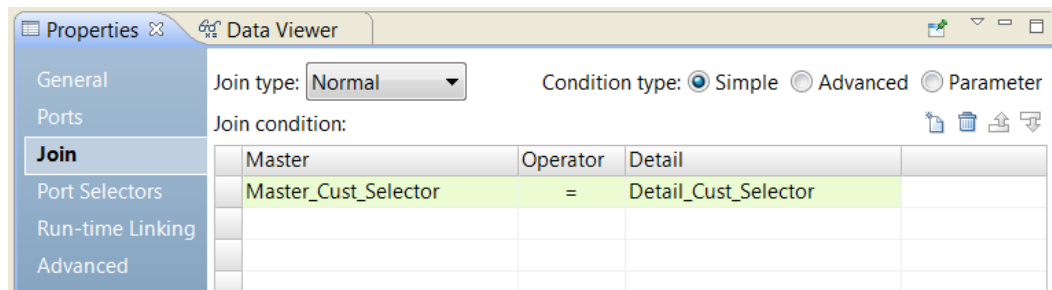 Properties Data Viewer
General
Ports
Join
Port Selectors
Run-time Linking
Advanced
Join type: Normal Condition type: Simple Advanced Parameter
Join condition:
Master Operator Detail
Master_Cust_Selector = Detail_Cust_Selector